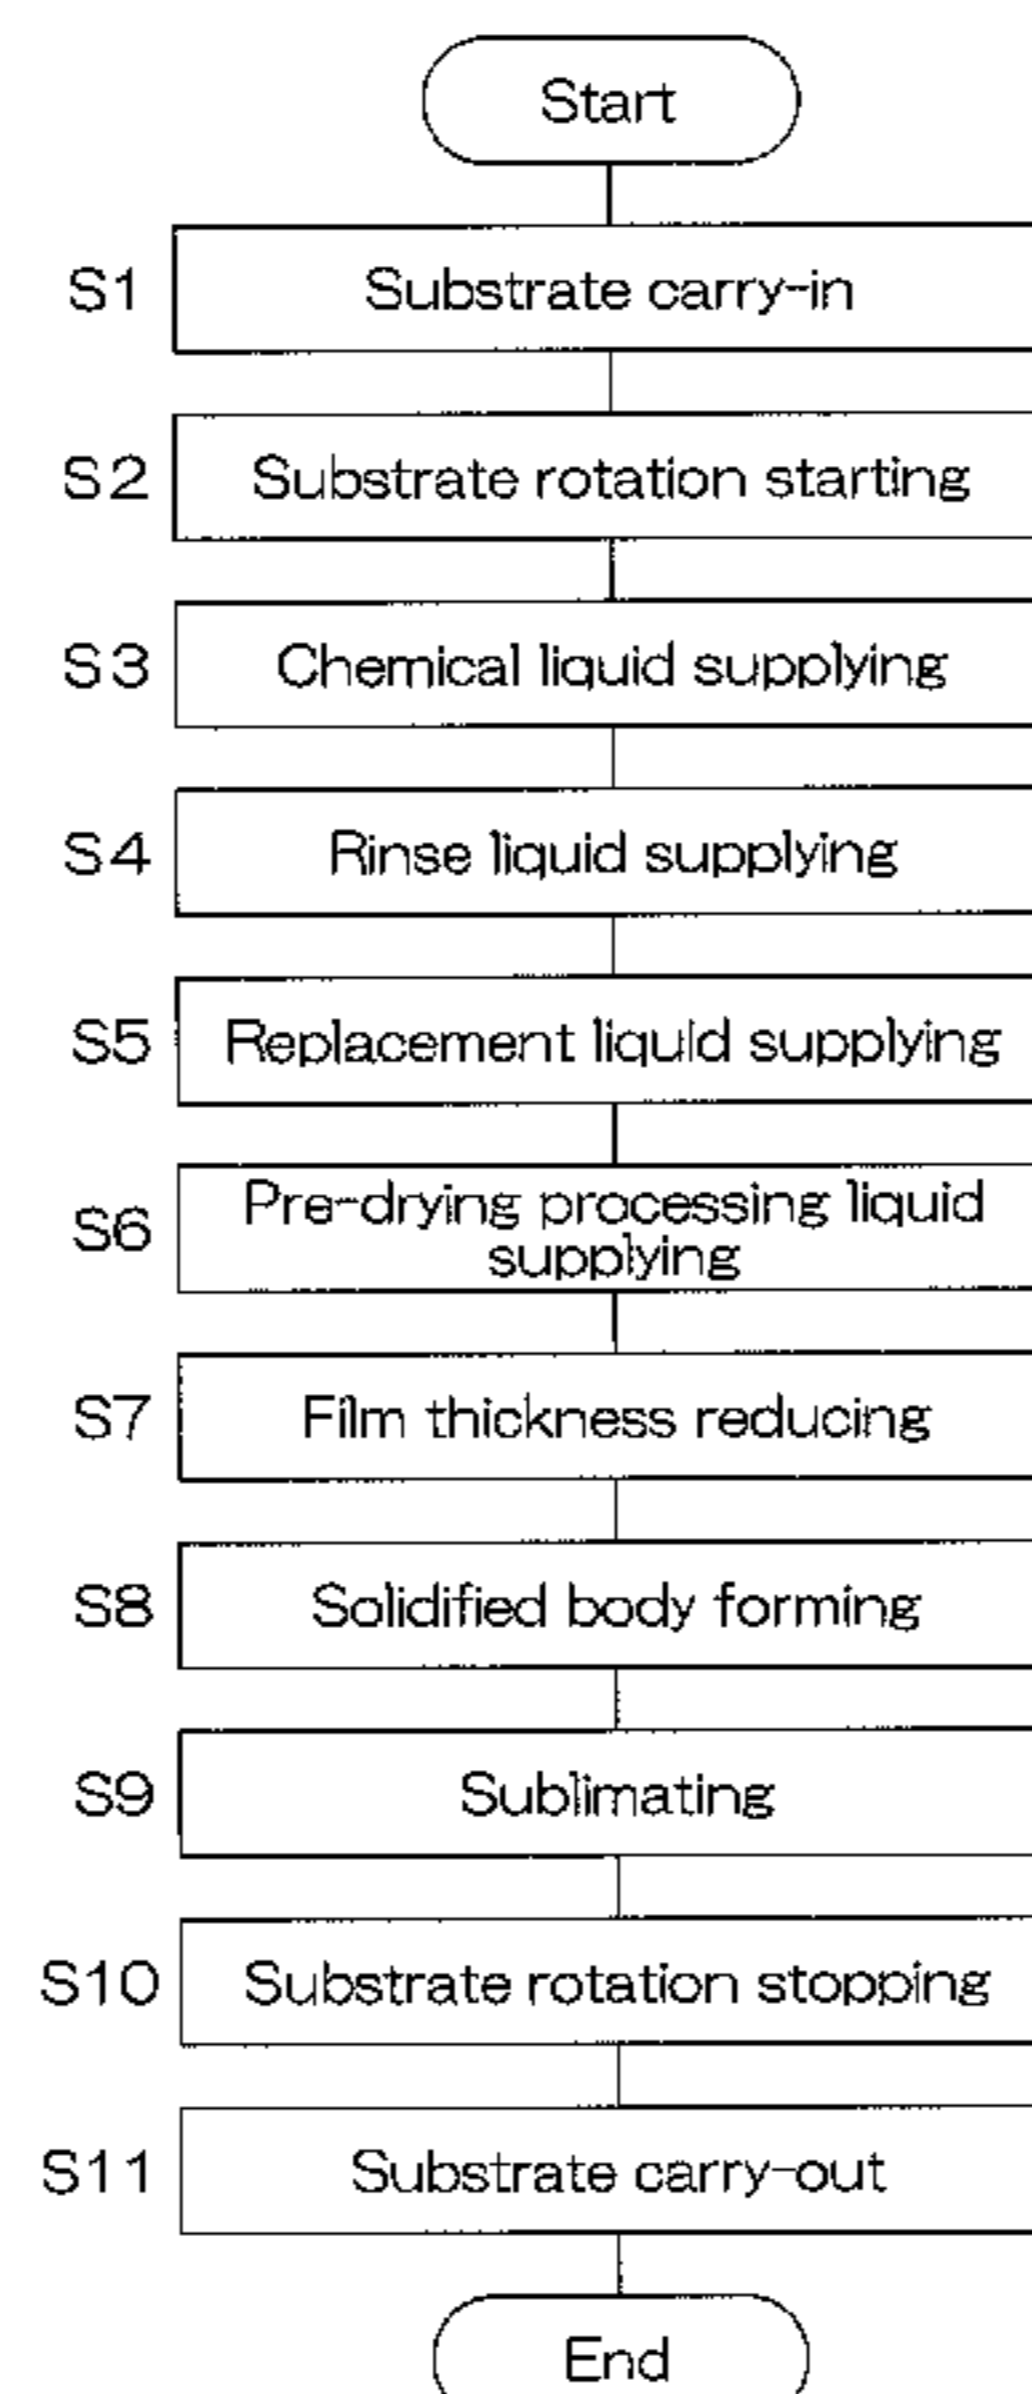 Start
S1 Substrate carry-in
S2 Substrate rotation starting
S3 Chemical liquid supplying
S4 Rinse liquid supplying
S5 Replacement liquid supplying
S6 Pre-drying processing liquid
supplying
S7 Film thickness reducing
S8 Solidified body forming
S9 Sublimating
S10 Substrate rotation stopping
S11 Substrate carry-out
End